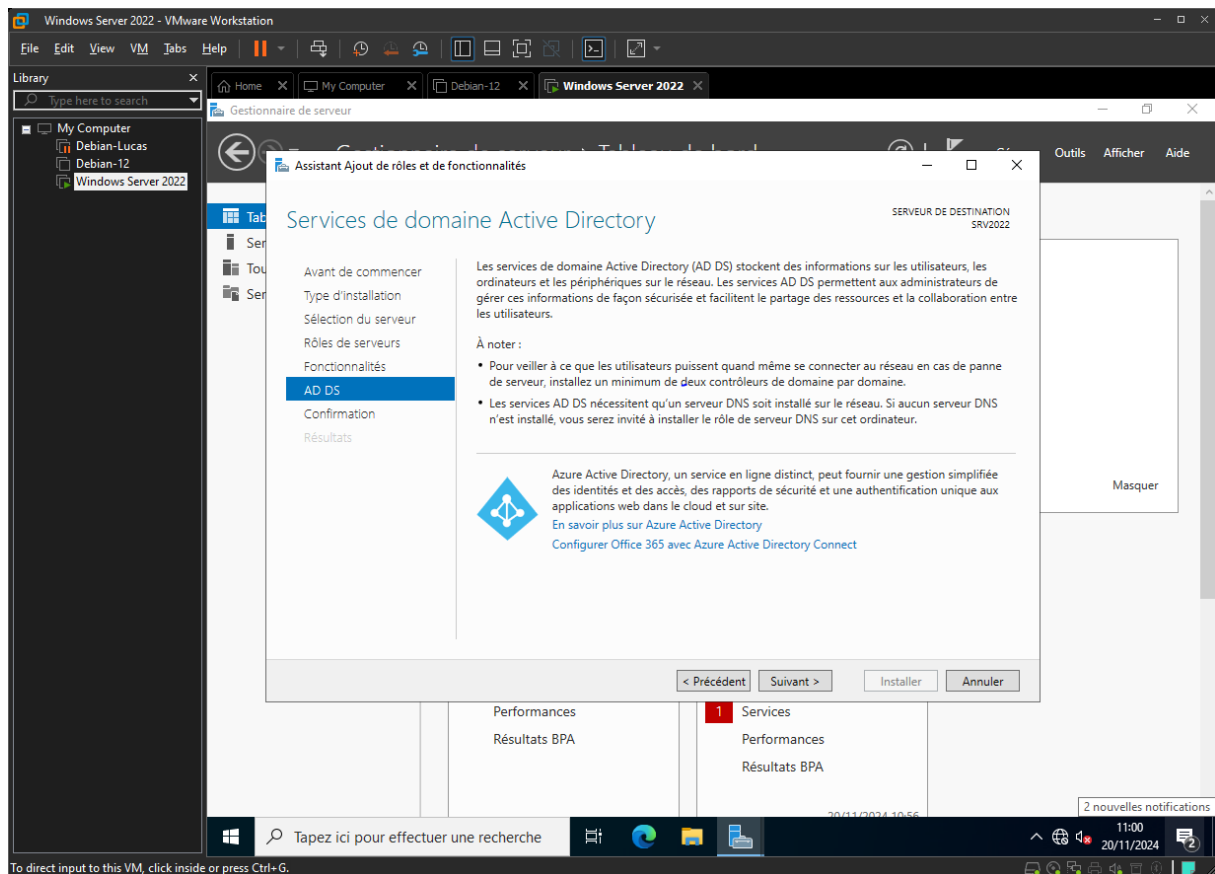 Windows Server 2022 - VMware Workstation
File Edit View VM Tabs Help
Library
Type here to search
Home
My Computer
Debian-12
Windows Server 2022
My Computer
Debian-Lucas
Debian-12
Windows Server 2022
Gestionnaire de serveur
Outils Afficher Aide
Assistant Ajout de rôles et de fonctionnalités
Services de domaine Active Directory
SERVEUR DE DESTINATION
SRV2022
Tab
Ser
Tou
Ser
Avant de commencer
Type d'installation
Sélection du serveur
Rôles de serveurs
Fonctionnalités
AD DS
Confirmation
Résultats
Les services de domaine Active Directory (AD DS) stockent des informations sur les utilisateurs, les
ordinateurs et les périphériques sur le réseau. Les services AD DS permettent aux administrateurs de
gérer ces informations de façon sécurisée et facilitent le partage des ressources et la collaboration entre
les utilisateurs.
À noter :
• Pour veiller à ce que les utilisateurs puissent quand même se connecter au réseau en cas de panne
de serveur, installez un minimum de deux contrôleurs de domaine par domaine.
• Les services AD DS nécessitent qu'un serveur DNS soit installé sur le réseau. Si aucun serveur DNS
n'est installé, vous serez invité à installer le rôle de serveur DNS sur cet ordinateur.
Azure Active Directory, un service en ligne distinct, peut fournir une gestion simplifiée
des identités et des accès, des rapports de sécurité et une authentification unique aux
applications web dans le cloud et sur site.
En savoir plus sur Azure Active Directory
Configurer Office 365 avec Azure Active Directory Connect
Masquer
< Précédent
Suivant >
Installer
Annuler
Performances
Résultats BPA
1 Services
Performances
Résultats BPA
20/11/2024 10:56
2 nouvelles notifications
Tapez ici pour effectuer une recherche
11:00
20/11/2024
2
To direct input to this VM, click inside or press Ctrl+G.